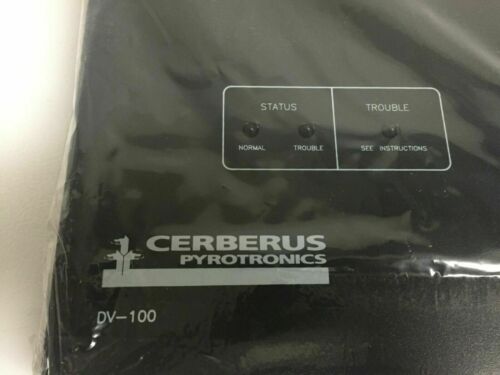 STATUS TROUBLE
NORMAL TROUBLE SEE INSTRUCTIONS
CERBERUS
PYROTRONICS
DV-100